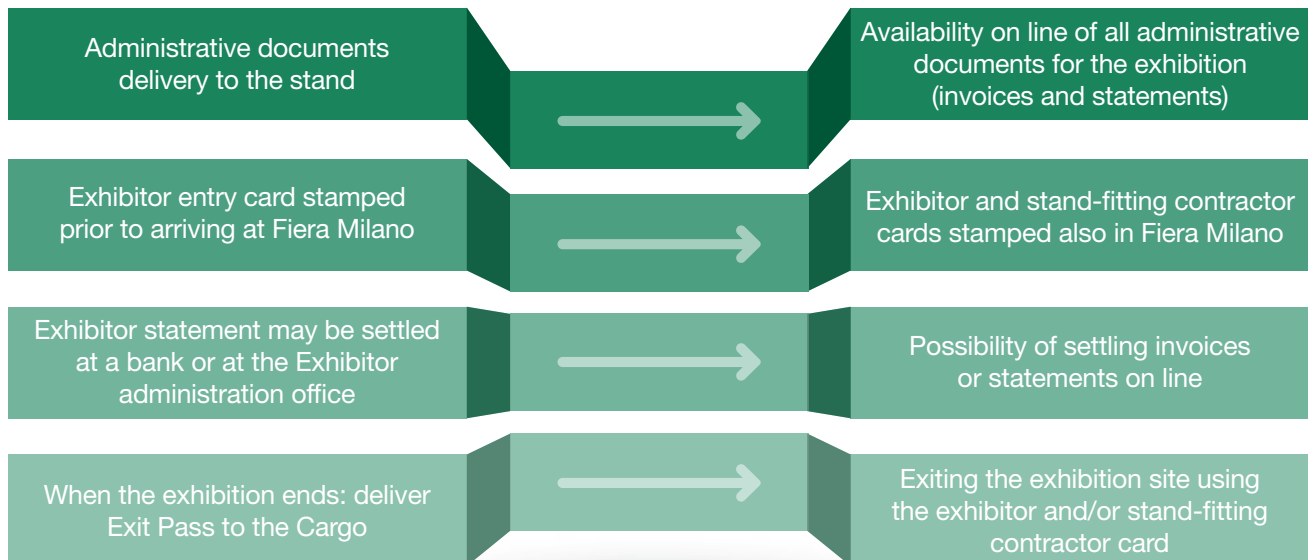 Administrative documents
delivery to the stand
Availability on line of all administrative
documents for the exhibition
(invoices and statements)
Exhibitor entry card stamped
prior to arriving at Fiera Milano
Exhibitor and stand-fitting contractor
cards stamped also in Fiera Milano
Exhibitor statement may be settled
at a bank or at the Exhibitor
administration office
Possibility of settling invoices
or statements on line
When the exhibition ends: deliver
Exit Pass to the Cargo
Exiting the exhibition site using
the exhibitor and/or stand-fitting
contractor card